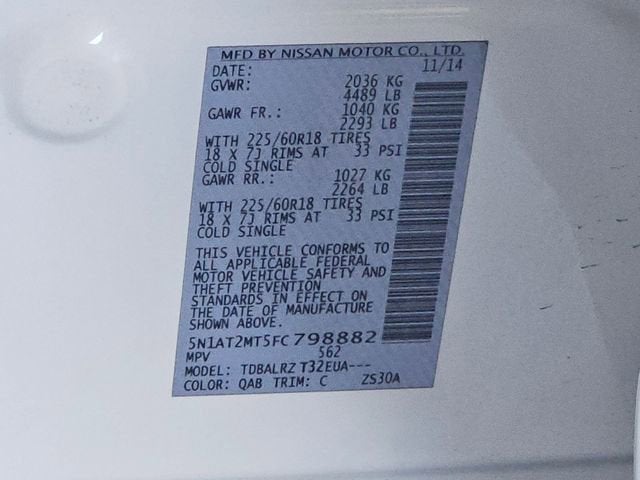 MFD BY NISSAN MOTOR CO., LTD.
DATE: 11/14
GVWR: 2036 KG
4489 LB
GAWR FR.: 1040 KG
2293 LB
WITH 225/60R18 TIRES
18 X 7J RIMS AT 33 PSI
COLD SINGLE
GAWR RR.: 1027 KG
2264 LB
WITH 225/60R18 TIRES
18 X 7J RIMS AT 33 PSI
COLD SINGLE
THIS VEHICLE CONFORMS TO
ALL APPLICABLE FEDERAL
MOTOR VEHICLE SAFETY AND
THEFT PREVENTION
STANDARDS IN EFFECT ON
THE DATE OF MANUFACTURE
SHOWN ABOVE.
5N1AT2MT5FC798882
MPV 562
MODEL: TDBALRZ T32EUA---
COLOR: QAB TRIM: C ZS30A